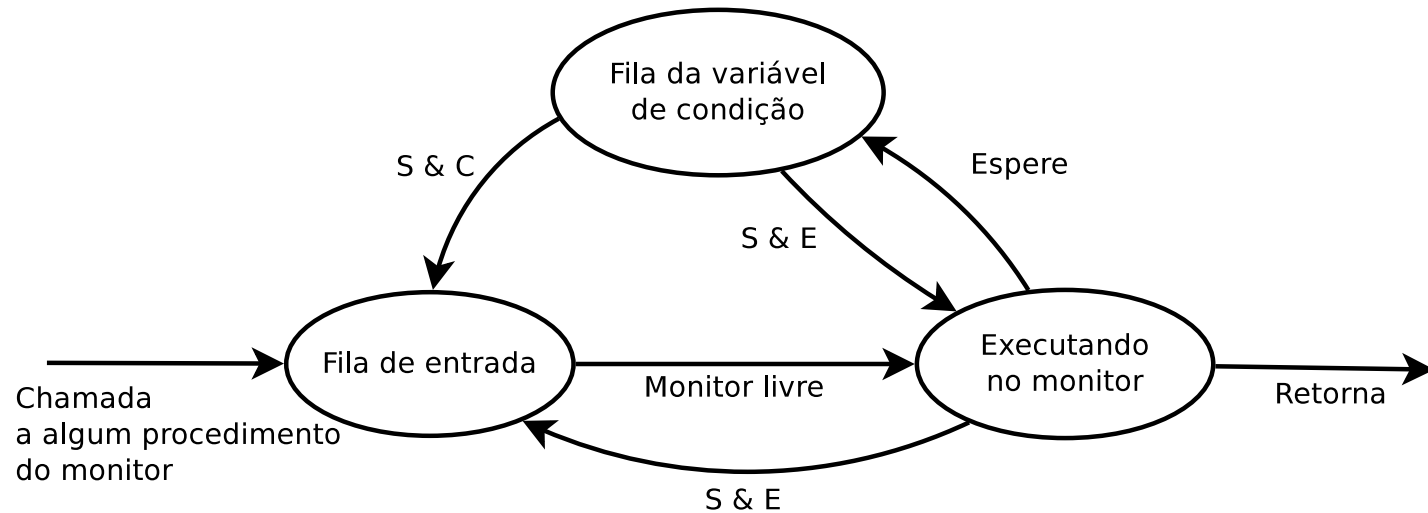 Fila da variável
de condição
S & C
Espere
S & E
Fila de entrada
Executando
no monitor
Monitor livre
Retorna
Chamada
a algum procedimento
do monitor
S & E